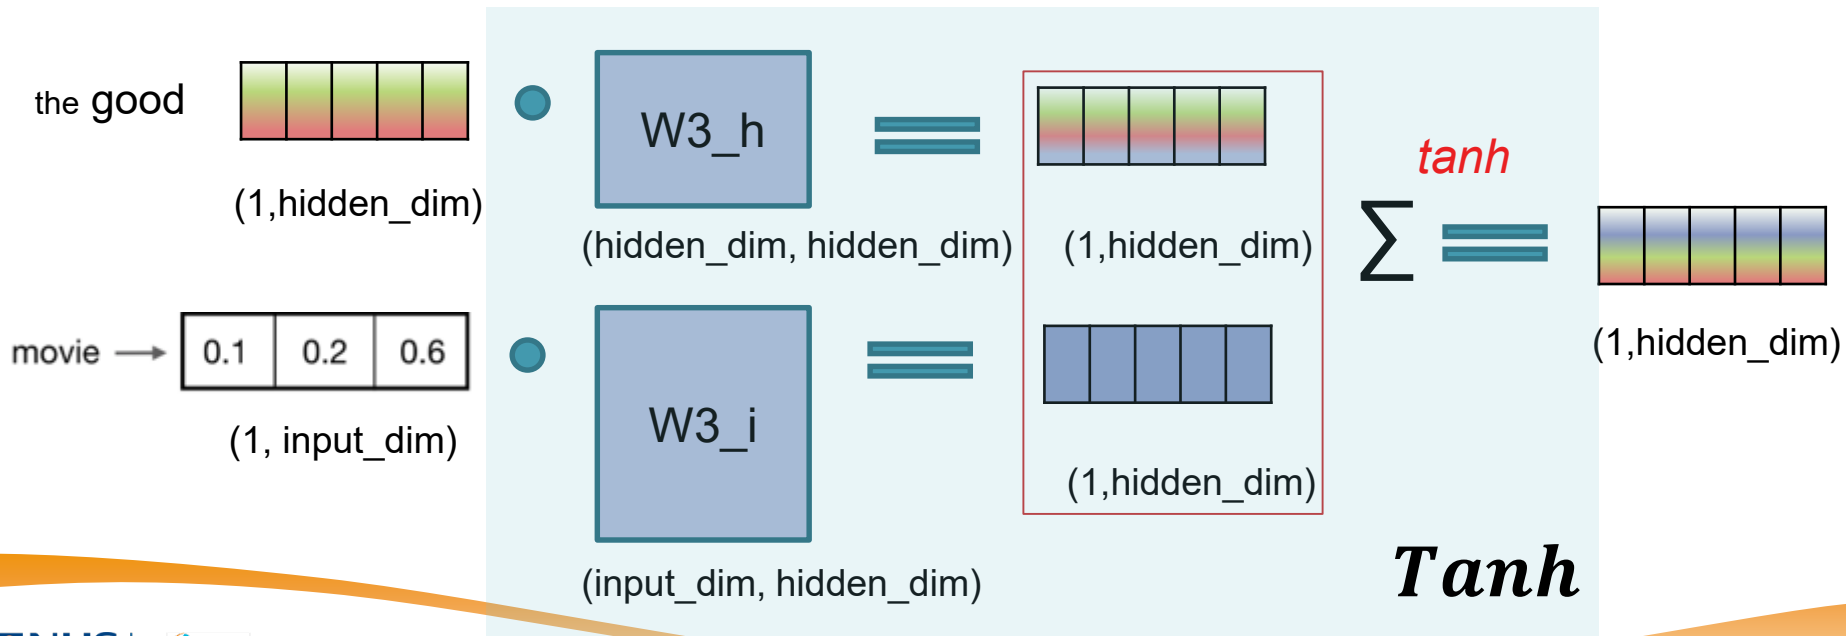 the good
W3_h
tanh
(1,hidden_dim)
(hidden_dim, hidden_dim)
(1,hidden_dim)
∑
(1,hidden_dim)
movie → 0.1 0.2 0.6
(1, input_dim)
W3_i
(1,hidden_dim)
(input_dim, hidden_dim)
Tanh